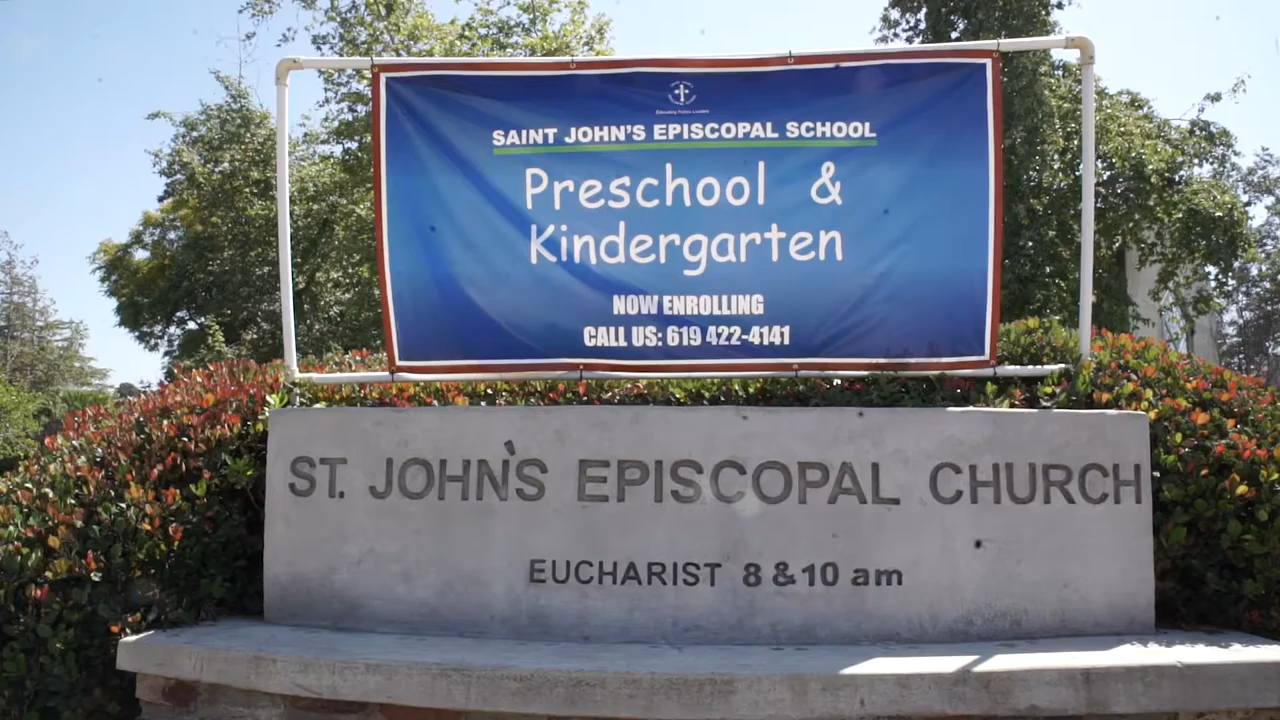 SAINT JOHN'S EPISCOPAL SCHOOL
Preschool &
Kindergarten
NOW ENROLLING
CALL US: 619 422-4141
ST. JOHN'S EPISCOPAL CHURCH
EUCHARIST 8 & 10 am